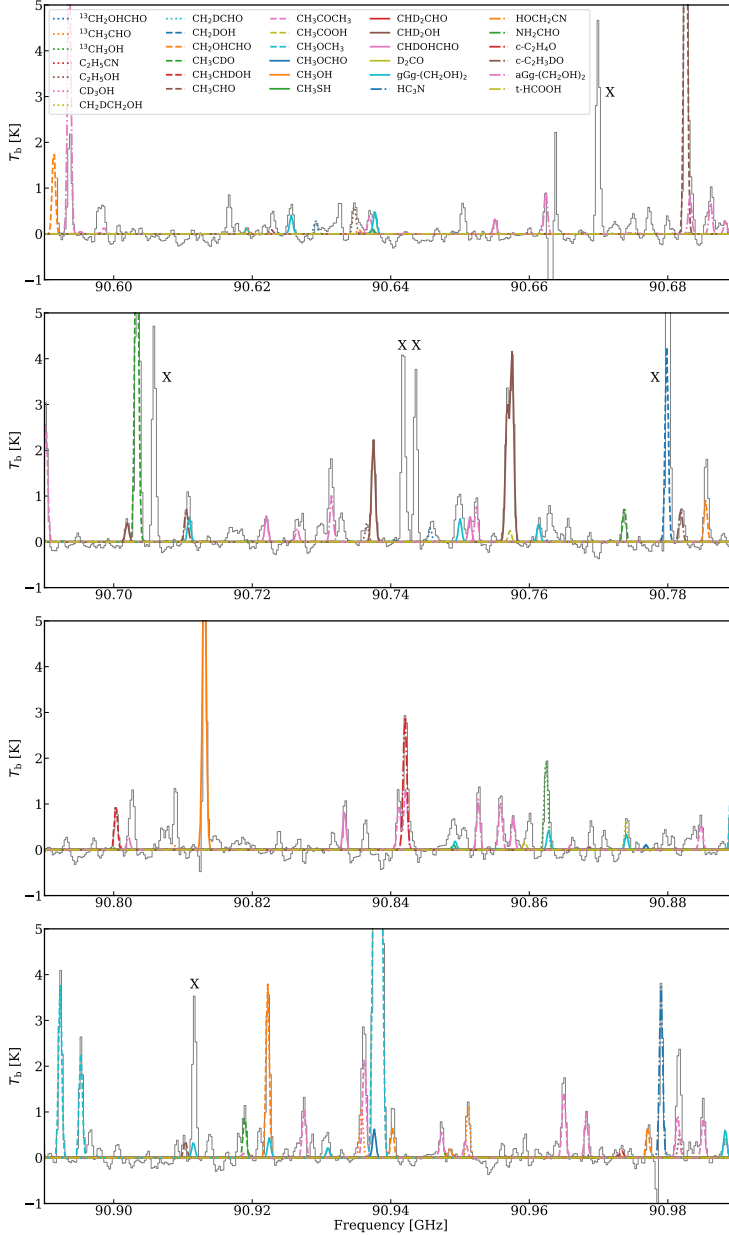 5
4
3
2
1
0
−1
T_b [K]
¹³CH₂OHCHO
¹³CH₃CHO
¹³CH₃OH
C₂H₅CN
C₂H₅OH
CD₃OH
CH₂DCH₂OH
CH₂DCHO
CH₂DOH
CH₂OHCHO
CH₃CDO
CH₃CHDOH
CH₃CHO
CH₃COCH₃
CH₃COOH
CH₃OCH₃
CH₃OCHO
CH₃OH
CH₃SH
CHD₂CHO
CHD₂OH
CHDOHCHO
D₂CO
gGg-(CH₂OH)₂
HC₃N
HOCH₂CN
NH₂CHO
c-C₂H₄O
c-C₂H₃DO
aGg-(CH₂OH)₂
t-HCOOH
X
90.60 90.62 90.64 90.66 90.68
5
4
3
2
1
0
−1
T_b [K]
X X X X
90.70 90.72 90.74 90.76 90.78
5
4
3
2
1
0
−1
T_b [K]
90.80 90.82 90.84 90.86 90.88
5
4
3
2
1
0
−1
T_b [K]
X
90.90 90.92 90.94 90.96 90.98
Frequency [GHz]